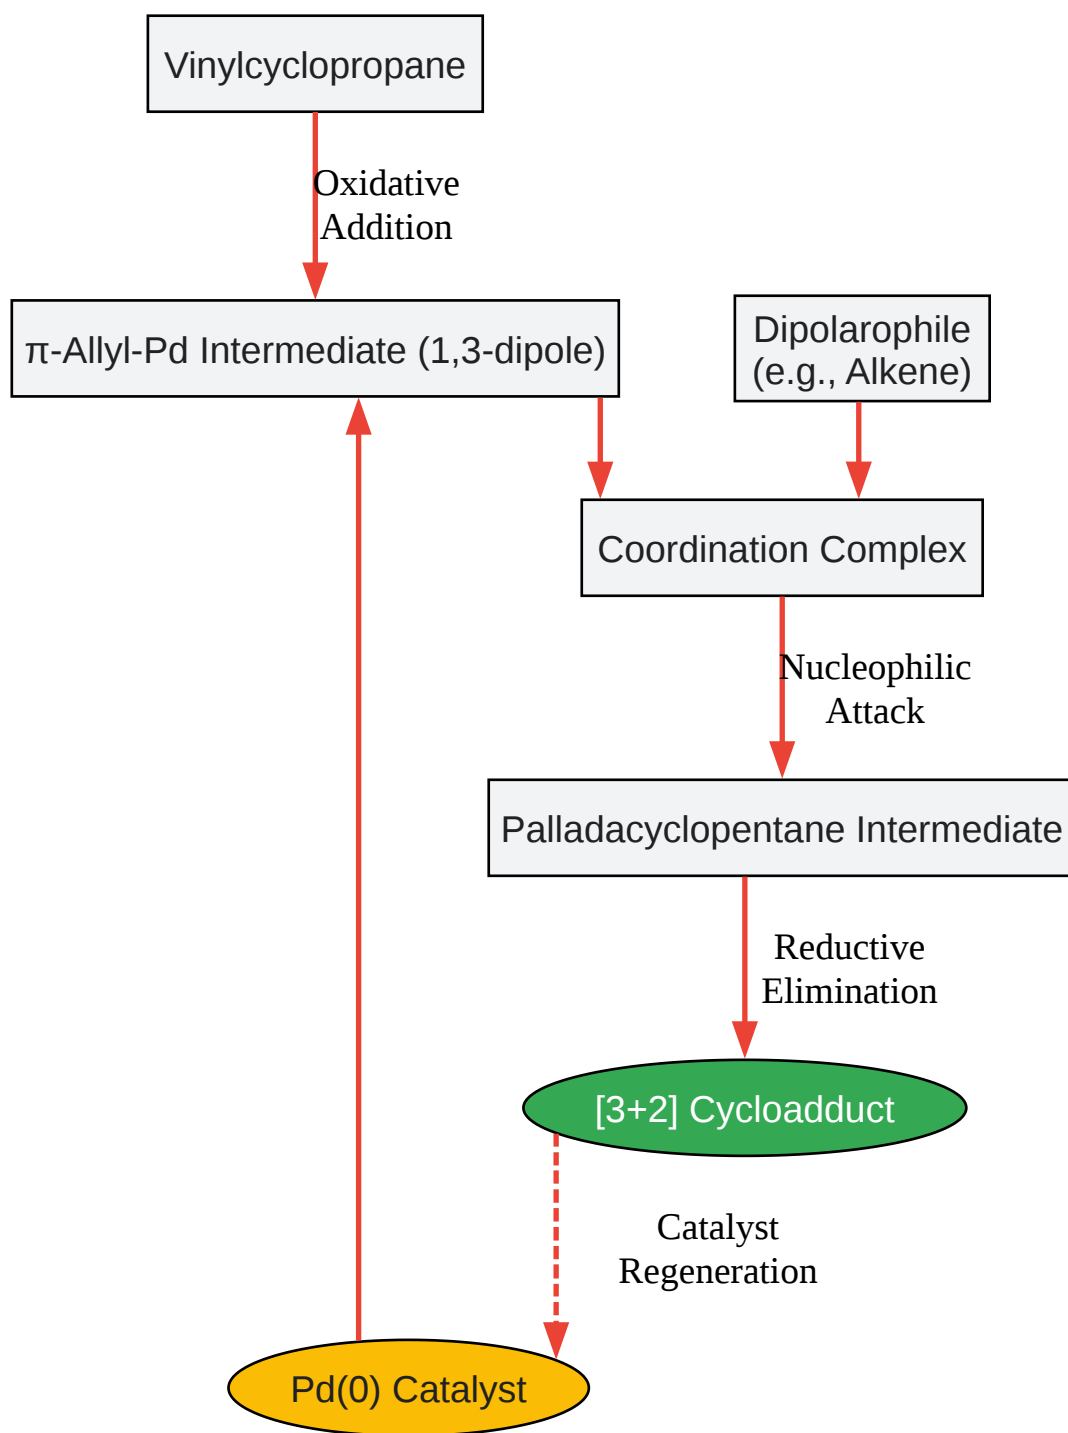 Vinylcyclopropane
Oxidative
Addition
π-Allyl-Pd Intermediate (1,3-dipole)
Dipolarophile
(e.g., Alkene)
Coordination Complex
Nucleophilic
Attack
Palladacyclopentane Intermediate
Reductive
Elimination
[3+2] Cycloadduct
Catalyst
Regeneration
Pd(0) Catalyst